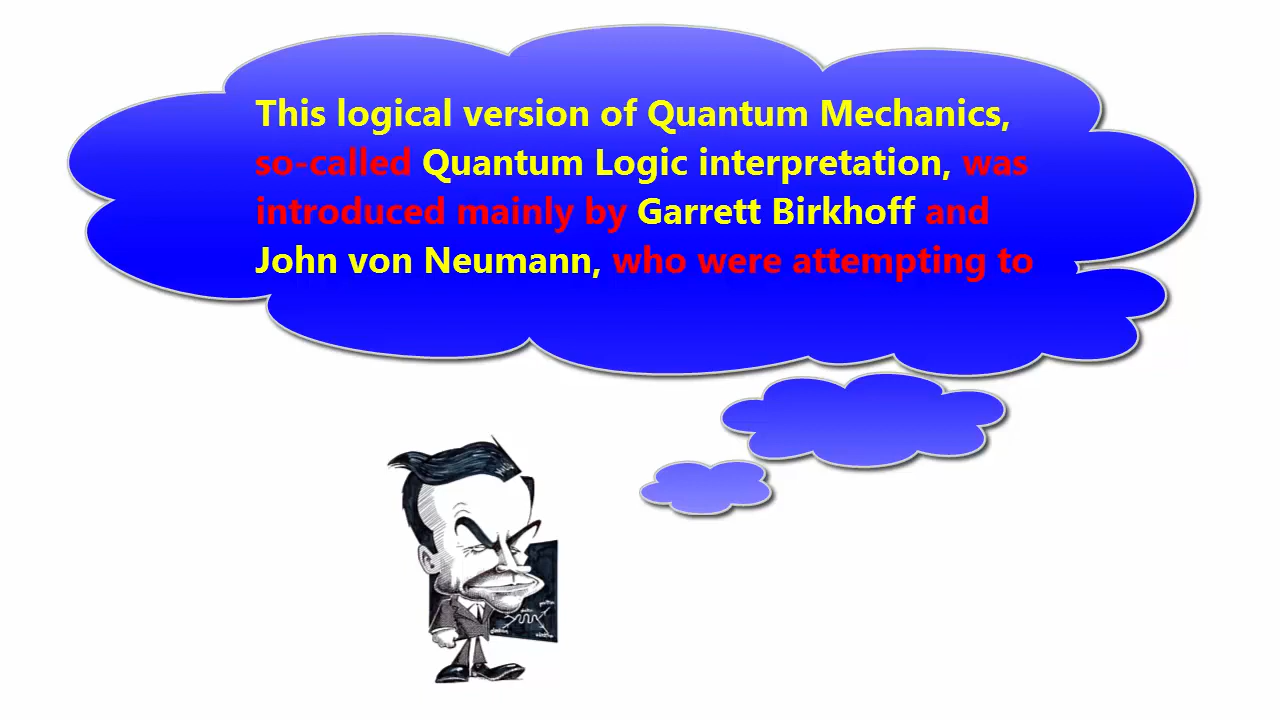 This logical version of Quantum Mechanics,
so-called Quantum Logic interpretation, was
introduced mainly by Garrett Birkhoff and
John von Neumann, who were attempting to